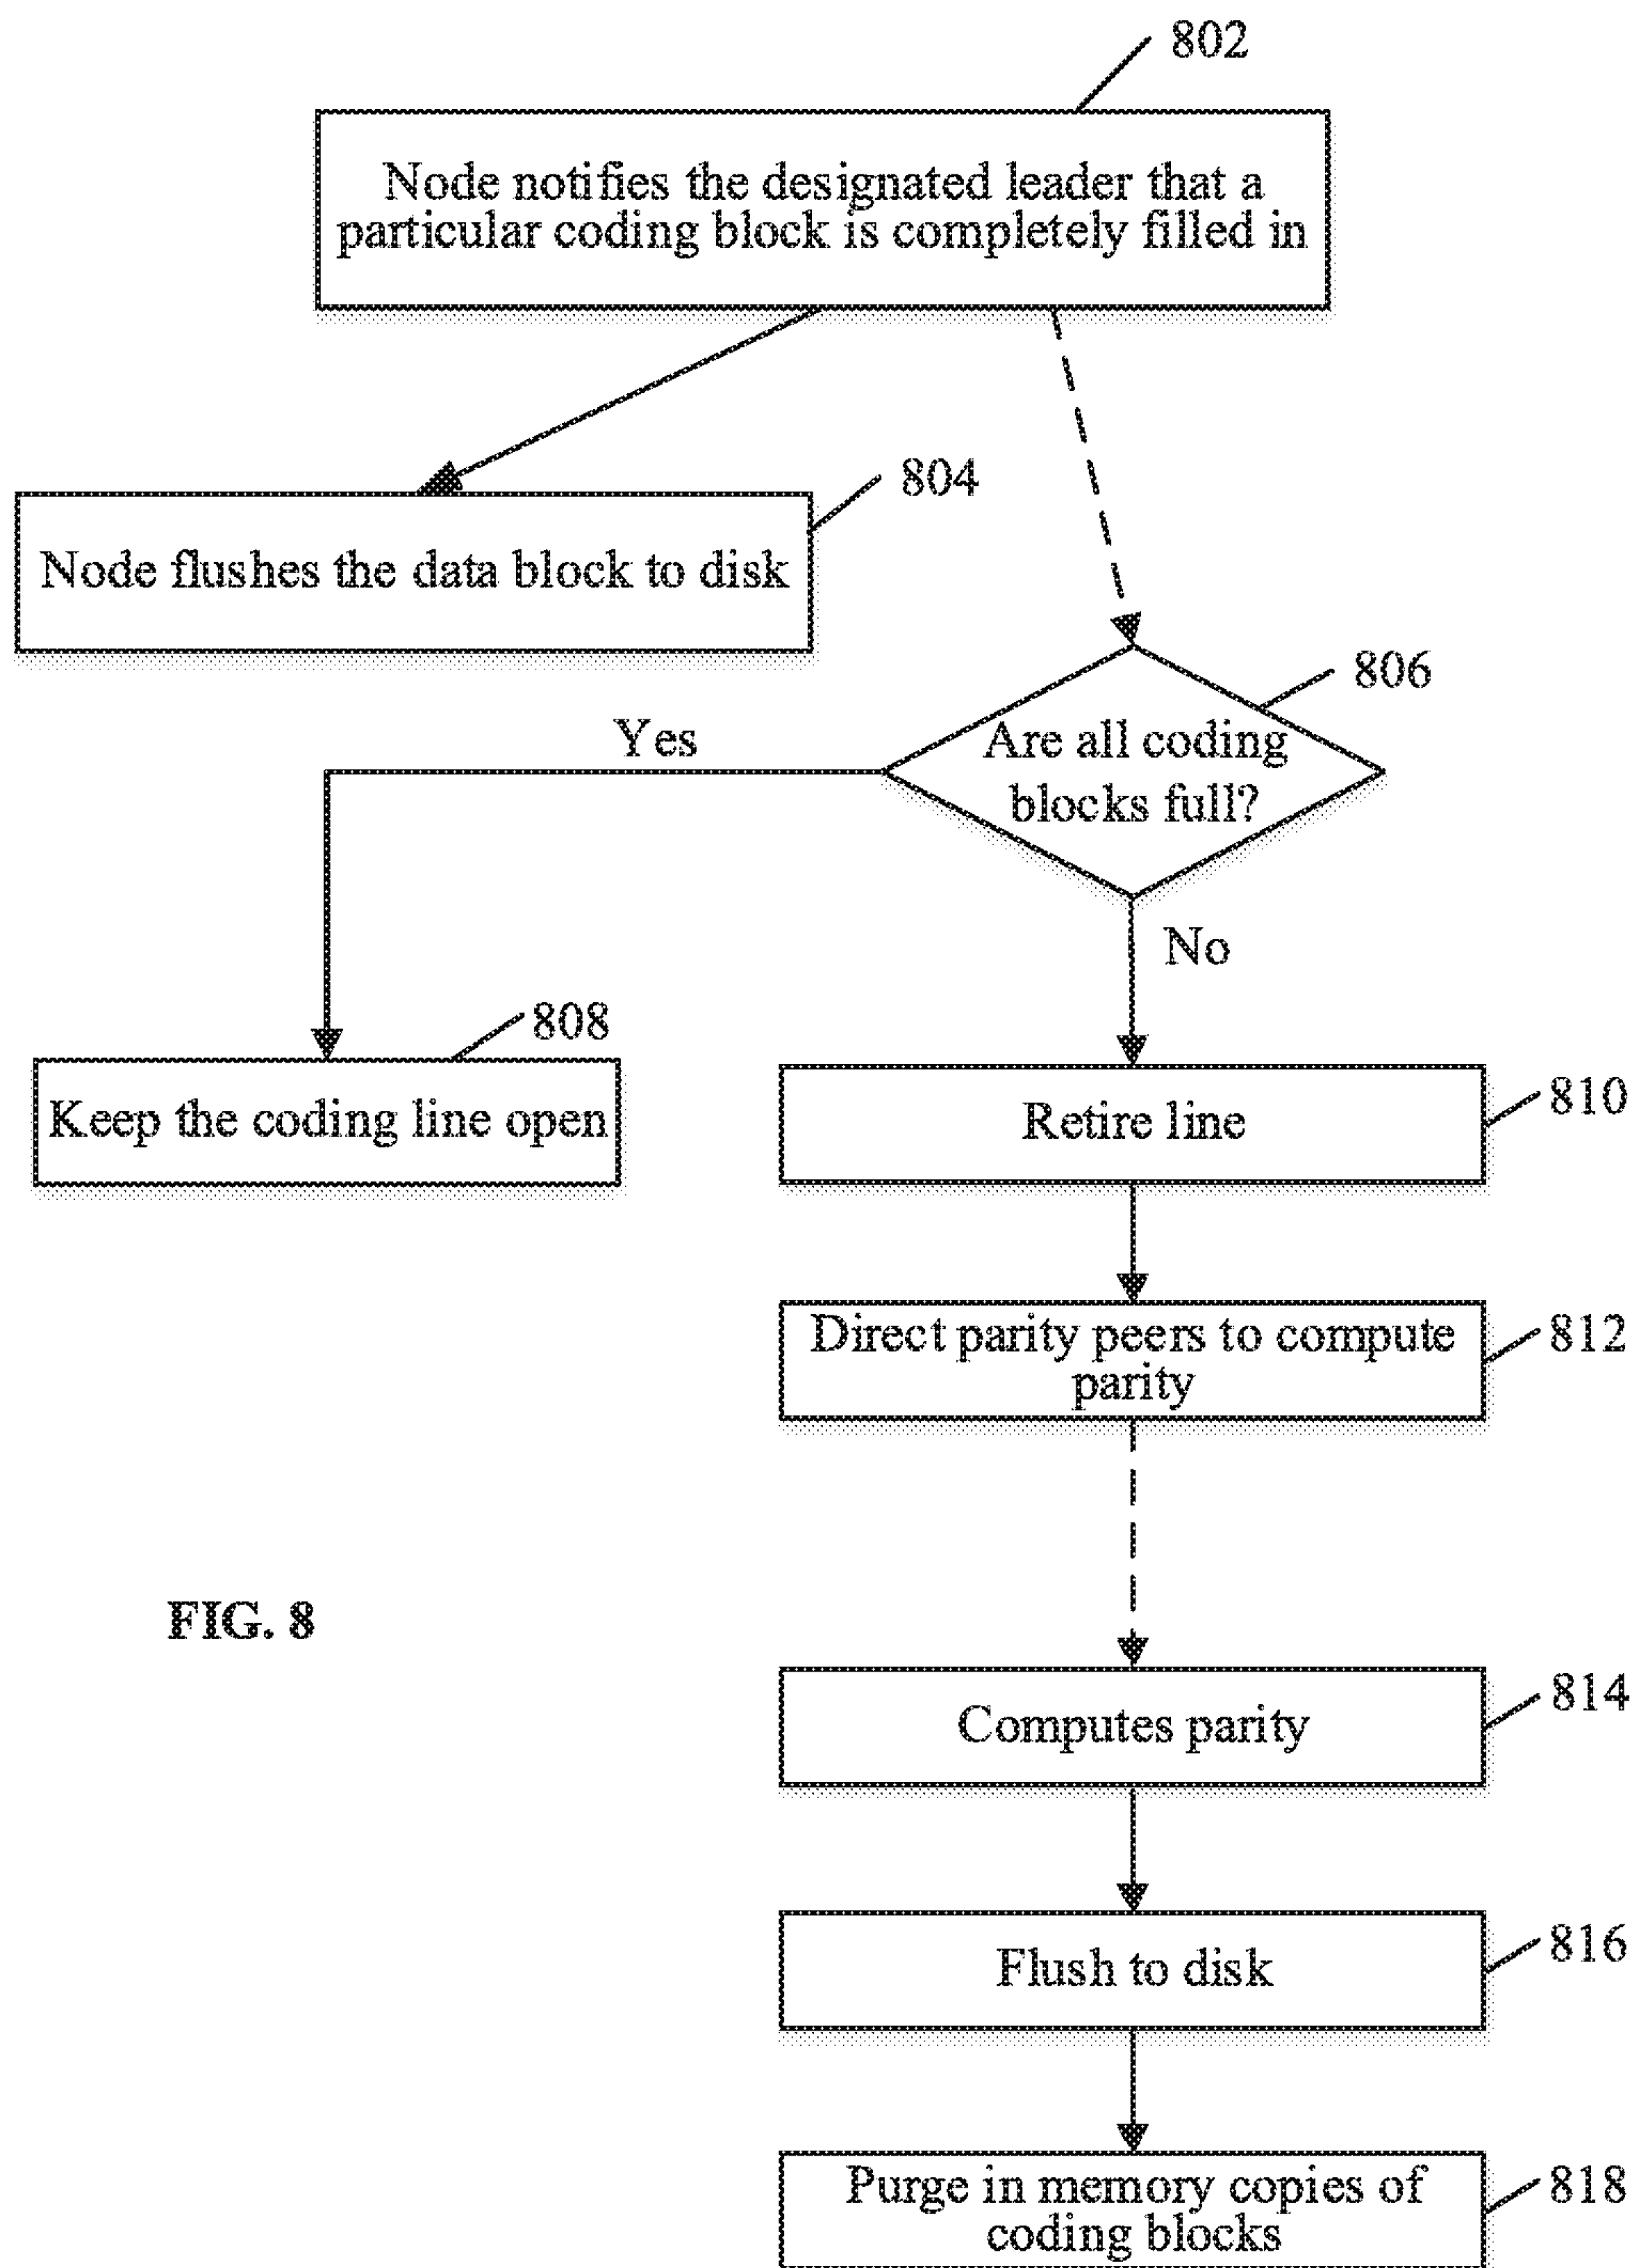 802
Node notifies the designated leader that a
particular coding block is completely filled in
804
Node flushes the data block to disk
806
Are all coding
blocks full?
Yes
No
808
Keep the coding line open
810
Retire line
812
Direct parity peers to compute
parity
FIG. 8
814
Computes parity
816
Flush to disk
818
Purge in memory copies of
coding blocks